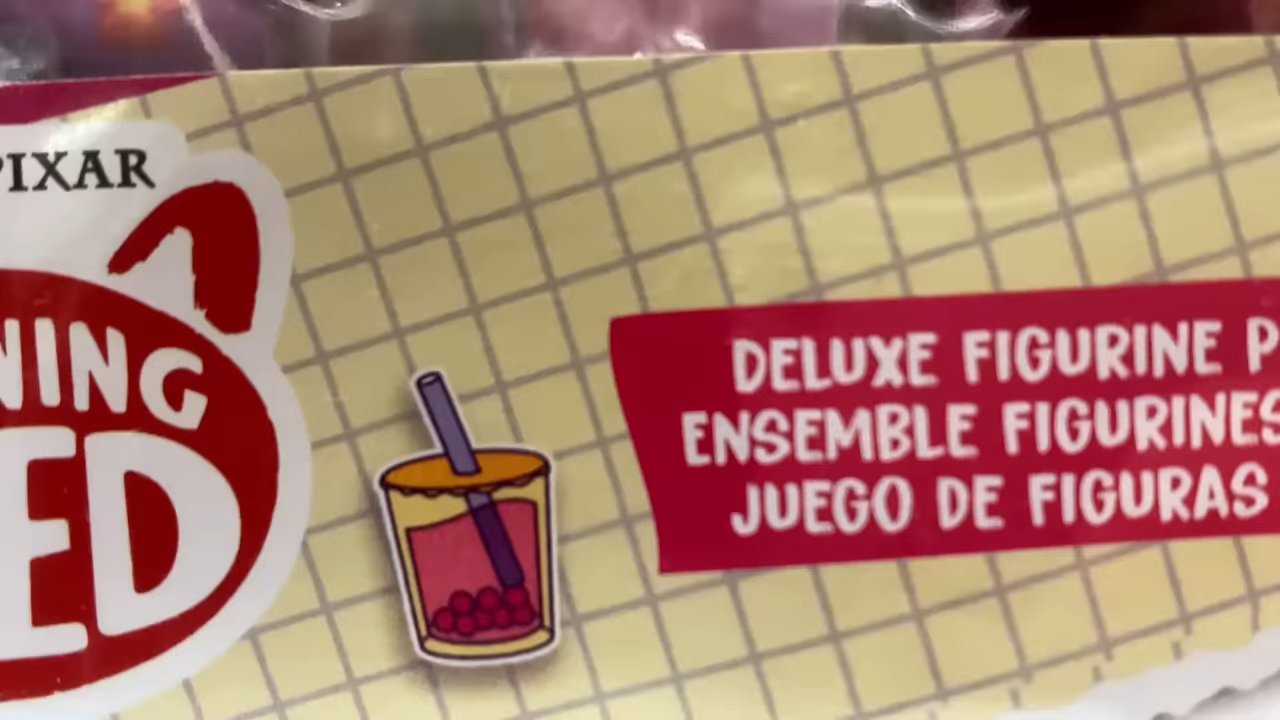 PIXAR
NING
ED
DELUXE FIGURINE P
ENSEMBLE FIGURINES
JUEGO DE FIGURAS